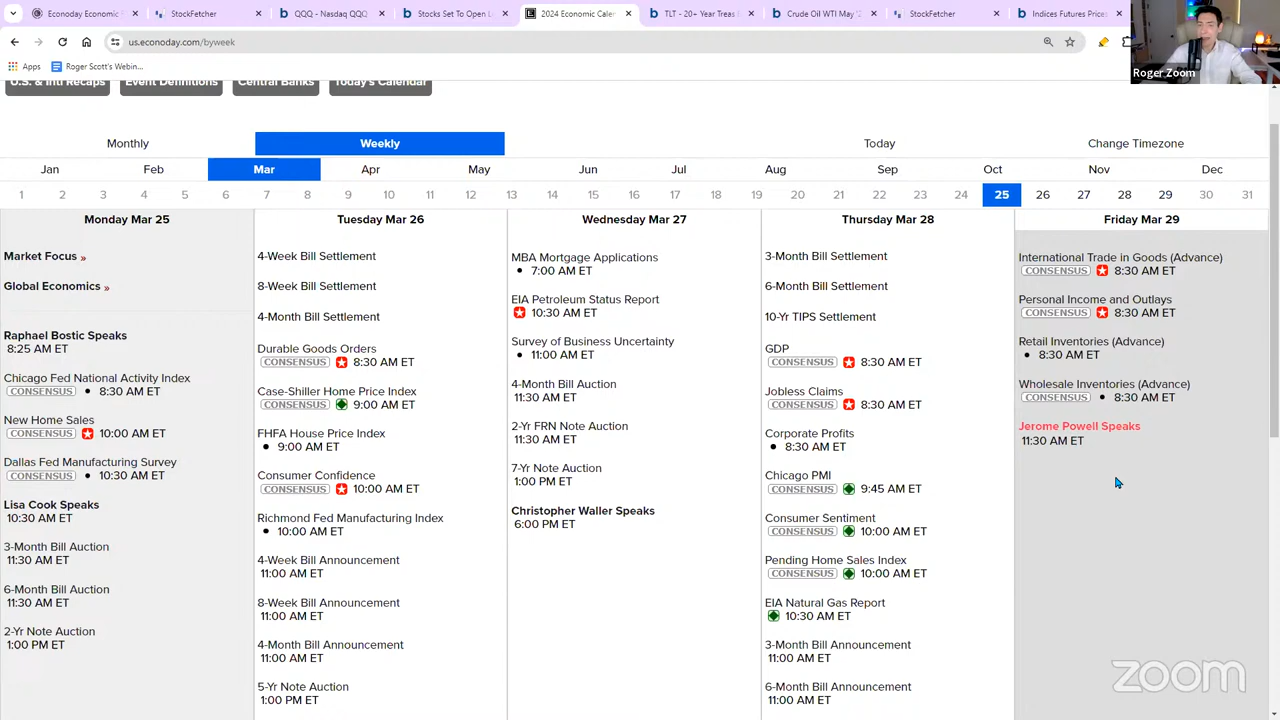 Econoday Economic
StockFetcher
QQQ - Nasdaq QQQ
Stocks Set To Open L
2024 Economic Caler
TLT - 20+ Year Treas
Crude Oil WTI May '2
StockFetcher
Indices Futures Prices
us.econoday.com/byweek
Apps
Roger Scott's Webin...
Roger Zoom
U.S. & Intl Recaps
Event Definitions
Central Banks
Today's Calendar
Monthly
Weekly
Today
Change Timezone
Jan Feb Mar Apr May Jun Jul Aug Sep Oct Nov Dec
1 2 3 4 5 6 7 8 9 10 11 12 13 14 15 16 17 18 19 20 21 22 23 24 25 26 27 28 29 30 31
Monday Mar 25
Market Focus »
Global Economics »
Raphael Bostic Speaks
8:25 AM ET
Chicago Fed National Activity Index
CONSENSUS 8:30 AM ET
New Home Sales
CONSENSUS 10:00 AM ET
Dallas Fed Manufacturing Survey
CONSENSUS 10:30 AM ET
Lisa Cook Speaks
10:30 AM ET
3-Month Bill Auction
11:30 AM ET
6-Month Bill Auction
11:30 AM ET
2-Yr Note Auction
1:00 PM ET
Tuesday Mar 26
4-Week Bill Settlement
8-Week Bill Settlement
4-Month Bill Settlement
Durable Goods Orders
CONSENSUS 8:30 AM ET
Case-Shiller Home Price Index
CONSENSUS 9:00 AM ET
FHFA House Price Index
9:00 AM ET
Consumer Confidence
CONSENSUS 10:00 AM ET
Richmond Fed Manufacturing Index
10:00 AM ET
4-Week Bill Announcement
11:00 AM ET
8-Week Bill Announcement
11:00 AM ET
4-Month Bill Announcement
11:00 AM ET
5-Yr Note Auction
1:00 PM ET
Wednesday Mar 27
MBA Mortgage Applications
7:00 AM ET
EIA Petroleum Status Report
10:30 AM ET
Survey of Business Uncertainty
11:00 AM ET
4-Month Bill Auction
11:30 AM ET
2-Yr FRN Note Auction
11:30 AM ET
7-Yr Note Auction
1:00 PM ET
Christopher Waller Speaks
6:00 PM ET
Thursday Mar 28
3-Month Bill Settlement
6-Month Bill Settlement
10-Yr TIPS Settlement
GDP
CONSENSUS 8:30 AM ET
Jobless Claims
CONSENSUS 8:30 AM ET
Corporate Profits
8:30 AM ET
Chicago PMI
CONSENSUS 9:45 AM ET
Consumer Sentiment
CONSENSUS 10:00 AM ET
Pending Home Sales Index
CONSENSUS 10:00 AM ET
EIA Natural Gas Report
10:30 AM ET
3-Month Bill Announcement
11:00 AM ET
6-Month Bill Announcement
11:00 AM ET
Friday Mar 29
International Trade in Goods (Advance)
CONSENSUS 8:30 AM ET
Personal Income and Outlays
CONSENSUS 8:30 AM ET
Retail Inventories (Advance)
8:30 AM ET
Wholesale Inventories (Advance)
CONSENSUS 8:30 AM ET
Jerome Powell Speaks
11:30 AM ET
zoom